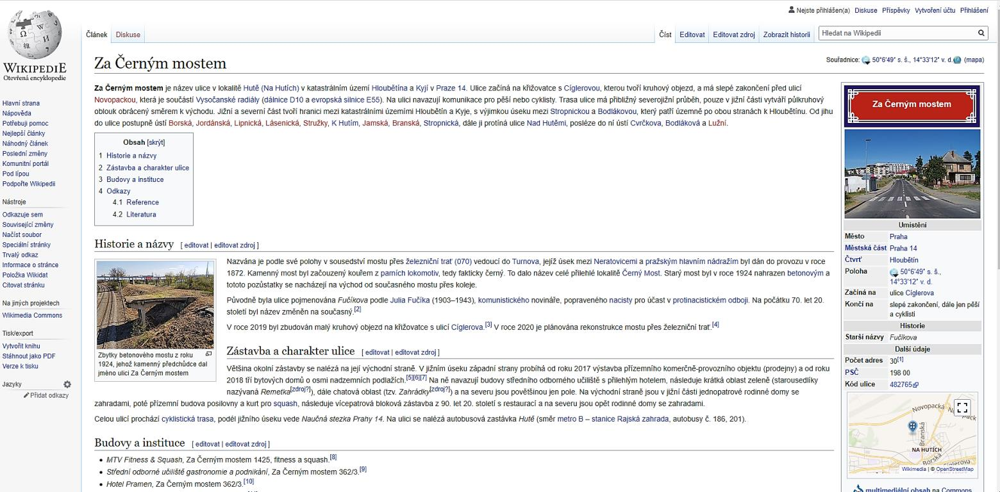 Nejste přihlášen(a) Diskuse Příspěvky Vytvoření účtu Přihlášení
WIKIPEDIE
Otevřená encyklopedie
Článek Diskuse
Číst Editovat Editovat zdroj Zobrazit historii Hledat na Wikipedii
Hlavní strana
Nápověda
Potřebuji pomoc
Nejlepší články
Náhodný článek
Poslední změny
Komunitní portál
Pod lípou
Podpořte Wikipedii
Nástroje
Odkazuje sem
Související změny
Načíst soubor
Speciální stránky
Trvalý odkaz
Informace o stránce
Položka Wikidat
Citovat stránku
Na jiných projektech
Wikimedia Commons
Tisk/export
Vytvořit knihu
Stáhnout jako PDF
Verze k tisku
Jazyky
Přidat odkazy
Za Černým mostem
Souřadnice: 50°6′49″ s. š., 14°33′12″ v. d. (mapa)
Za Černým mostem je název ulice v lokalitě Hutě (Na Hutích) v katastrálním území Hloubětína a Kyjí v Praze 14. Ulice začíná na křižovatce s Cíglerovou, kterou tvoří kruhový objezd, a má slepé zakončení před ulicí
Novopackou, která je součástí Vysočanské radiály (dálnice D10 a evropská silnice E55). Na ulici navazují komunikace pro pěší nebo cyklisty. Trasa ulice má přibližný severojižní průběh, pouze v jižní části vytváří půlkruhový
oblouk obrácený směrem k východu. Jižní a severní část tvoří hranici mezi katastrálními územími Hloubětín a Kyje, s výjimkou úseku mezi Stropnickou a Bodlákovou, který patří územně po obou stranách k Hloubětínu. Od jihu
do ulice postupně ústí Borská, Jordánská, Lipnická, Lásenická, Stružky, K Hutím, Jamská, Branská, Stropnická, dále ji protíná ulice Nad Hutěmi, posléze do ní ústí Cvrčkova, Bodláková a Lužní.
Obsah [skrýt]
1 Historie a názvy
2 Zástavba a charakter ulice
3 Budovy a instituce
4 Odkazy
4.1 Reference
4.2 Literatura
Historie a názvy [ editovat | editovat zdroj ]
Zbytky betonového mostu z roku
1924, jehož kamenný předchůdce dal
jméno ulici Za Černým mostem
Nazvána je podle své polohy v sousedství mostu přes železniční trať (070) vedoucí do Turnova, jejíž úsek mezi Neratovicemi a pražským hlavním nádražím byl dán do provozu v roce
1872. Kamenný most byl začouzený kouřem z parních lokomotiv, tedy fakticky černý. To dalo název celé přilehlé lokalitě Černý Most. Starý most byl v roce 1924 nahrazen betonovým a
tototo pozůstatky se nacházejí na východ od současného mostu přes koleje.
Původně byla ulice pojmenována Fučíkova podle Julia Fučíka (1903–1943), komunistického novináře, popraveného nacisty pro účast v protinacistickém odboji. Na počátku 70. let 20.
století byl název změněn na současný.[2]
V roce 2019 byl zbudován malý kruhový objezd na křižovatce s ulicí Cíglerova.[3] V roce 2020 je plánována rekonstrukce mostu přes železniční trať.[4]
Zástavba a charakter ulice [ editovat | editovat zdroj ]
Většina okolní zástavby se nalézá na její východní straně. V jižním úseku západní strany probíhá od roku 2017 výstavba přízemního komerčně-provozního objektu (prodejny) a od roku
2018 tří bytových domů o osmi nadzemních podlažích.[5][6][7] Na ně navazují budovy středního odborného učiliště s přilehlým hotelem, následuje krátká oblast zeleně (starousedlíky
nazývaná Remetka[zdroj?]), dále chatová oblast (tzv. Zahrádky[zdroj?]) a na severu jsou povětšinou jen pole. Na východní straně jsou v jižní části jednopatrové rodinné domy se
zahradami, poté přízemní budova posilovny a kurt pro squash, následuje vícepatrová bloková zástavba z 90. let 20. století s restaurací a na severu jsou opět rodinné domy se zahradami.
Celou ulicí prochází cyklistická trasa, podél jižního úseku vede Naučná stezka Prahy 14. Na ulici se nalézá autobusová zastávka Hutě (směr metro B – stanice Rajská zahrada, autobusy č. 186, 201).
Budovy a instituce [ editovat | editovat zdroj ]
• MTV Fitness & Squash, Za Černým mostem 1425, fitness a squash.[8]
• Střední odborné učiliště gastronomie a podnikání, Za Černým mostem 362/3.[9]
• Hotel Pramen, Za Černým mostem 362/3.[10]
Za Černým mostem
Umístění
Město Praha
Městská část Praha 14
Čtvrť Hloubětín
Poloha 50°6′49″ s. š.,
14°33′12″ v. d.
Začíná na ulice Cíglerova
Končí na slepé zakončení, dále jen pěší
a cyklisti
Historie
Starší názvy Fučíkova
Další údaje
Počet adres 30[1]
PSČ 198 00
Kód ulice 482765
Novopacká
Branská
NA HUTÍCH
Borská
Cíglerova
Wikimedia | © OpenStreetMap
multimediální obsah na Commons